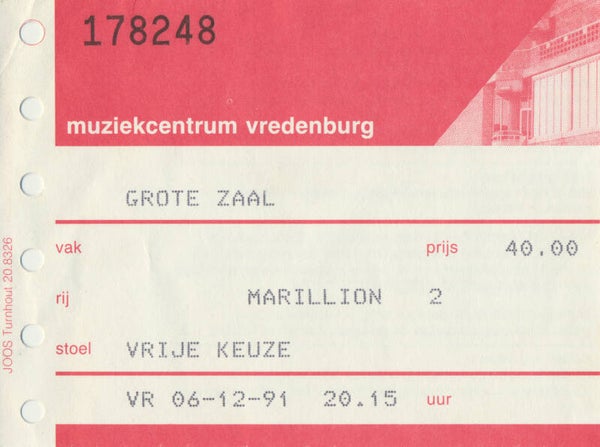 178248
muziekcentrum vredenburg
GROTE ZAAL
vak prijs 40.00
rij MARILLION 2
stoel VRIJE KEUZE
VR 06-12-91 20.15 uur
JOOS Turnhout 20.8326